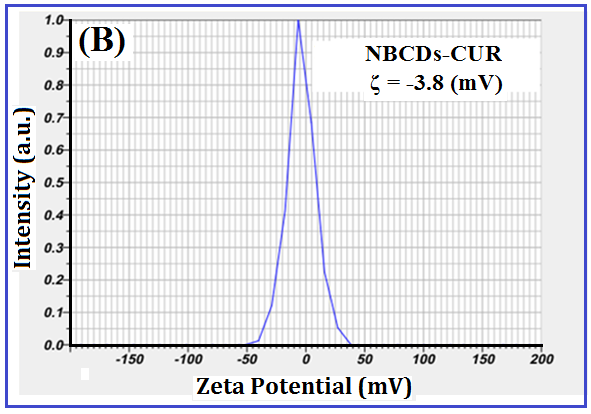 (B)
NBCDs-CUR
ζ = -3.8 (mV)
Intensity (a.u.)
1.0
0.9
0.8
0.7
0.6
0.5
0.4
0.3
0.2
0.1
0.0
-150 -100 -50 0 50 100 150 200
Zeta Potential (mV)